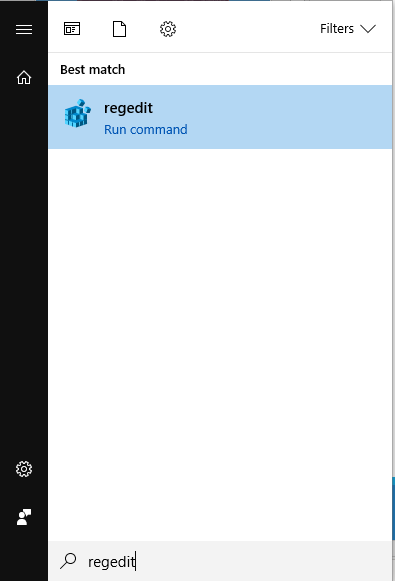 Filters
Best match
regedit
Run command
regedit